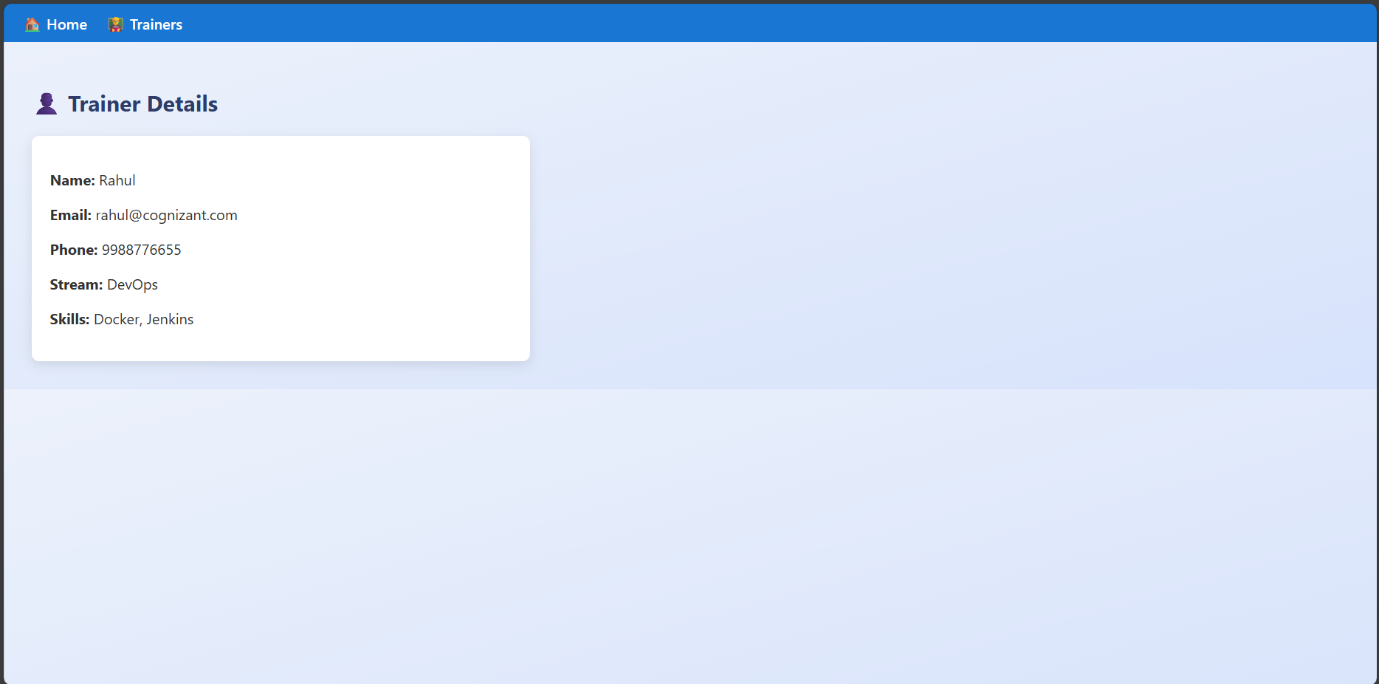 Home Trainers
Trainer Details
Name: Rahul
Email: rahul@cognizant.com
Phone: 9988776655
Stream: DevOps
Skills: Docker, Jenkins